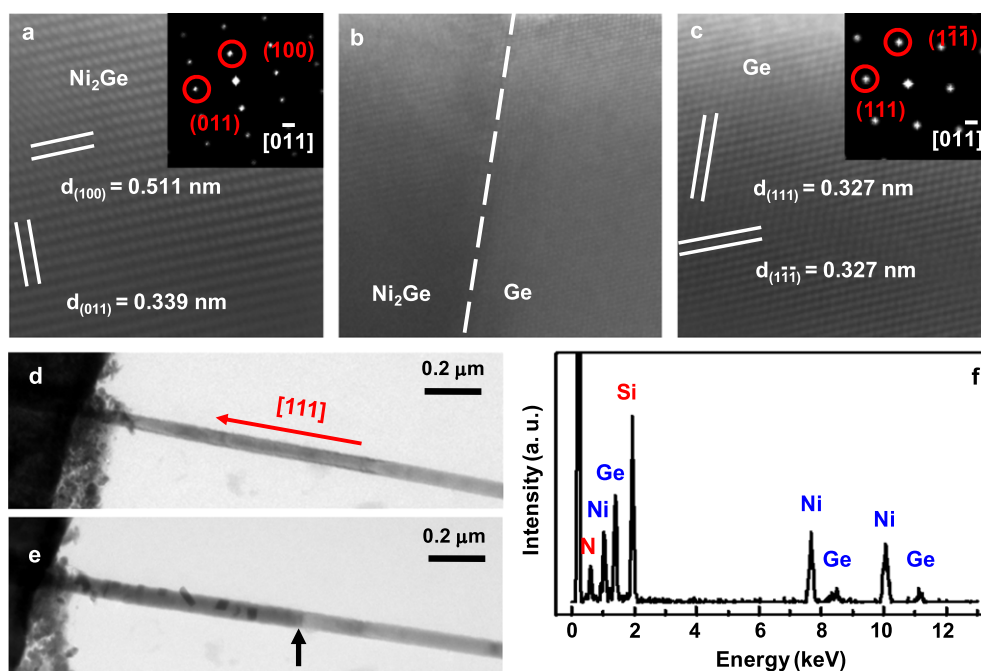 a
Ni₂Ge
(100)
(011)
[01̄1]
d(100) = 0.511 nm
d(011) = 0.339 nm
b
Ni₂Ge
Ge
c
Ge
(11̄1̄)
(111)
[011̄]
d(111) = 0.327 nm
d(11̄1̄) = 0.327 nm
d
0.2 μm
[111]
e
0.2 μm
f
Intensity (a. u.)
Si
Ge
Ni
N
Ni
Ge
Ni
Ge
0 2 4 6 8 10 12
Energy (keV)